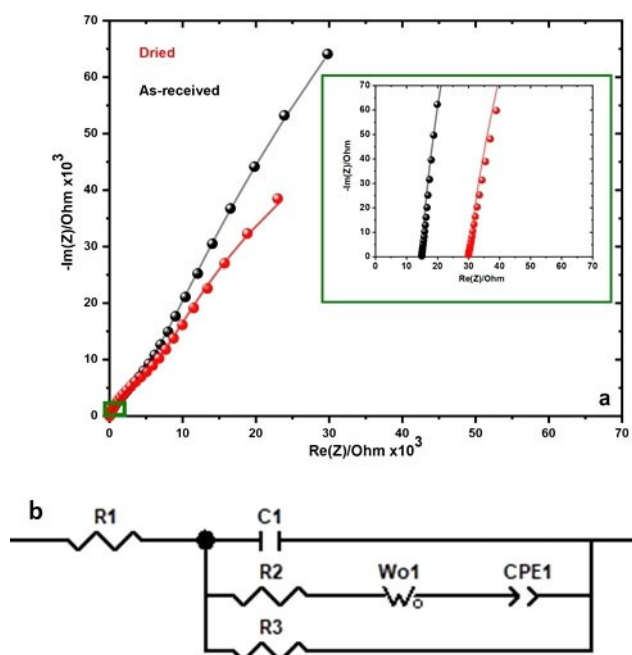 70
60
50
40
30
20
10
0
-Im(Z)/Ohm x10³
Dried
As-received
70
60
50
40
30
20
10
0
-Im(Z)/Ohm
0 10 20 30 40 50 60 70
Re(Z)/Ohm
a
0 10 20 30 40 50 60 70
Re(Z)/Ohm x10³
b
R1
C1
R2 Wo1 CPE1
R3